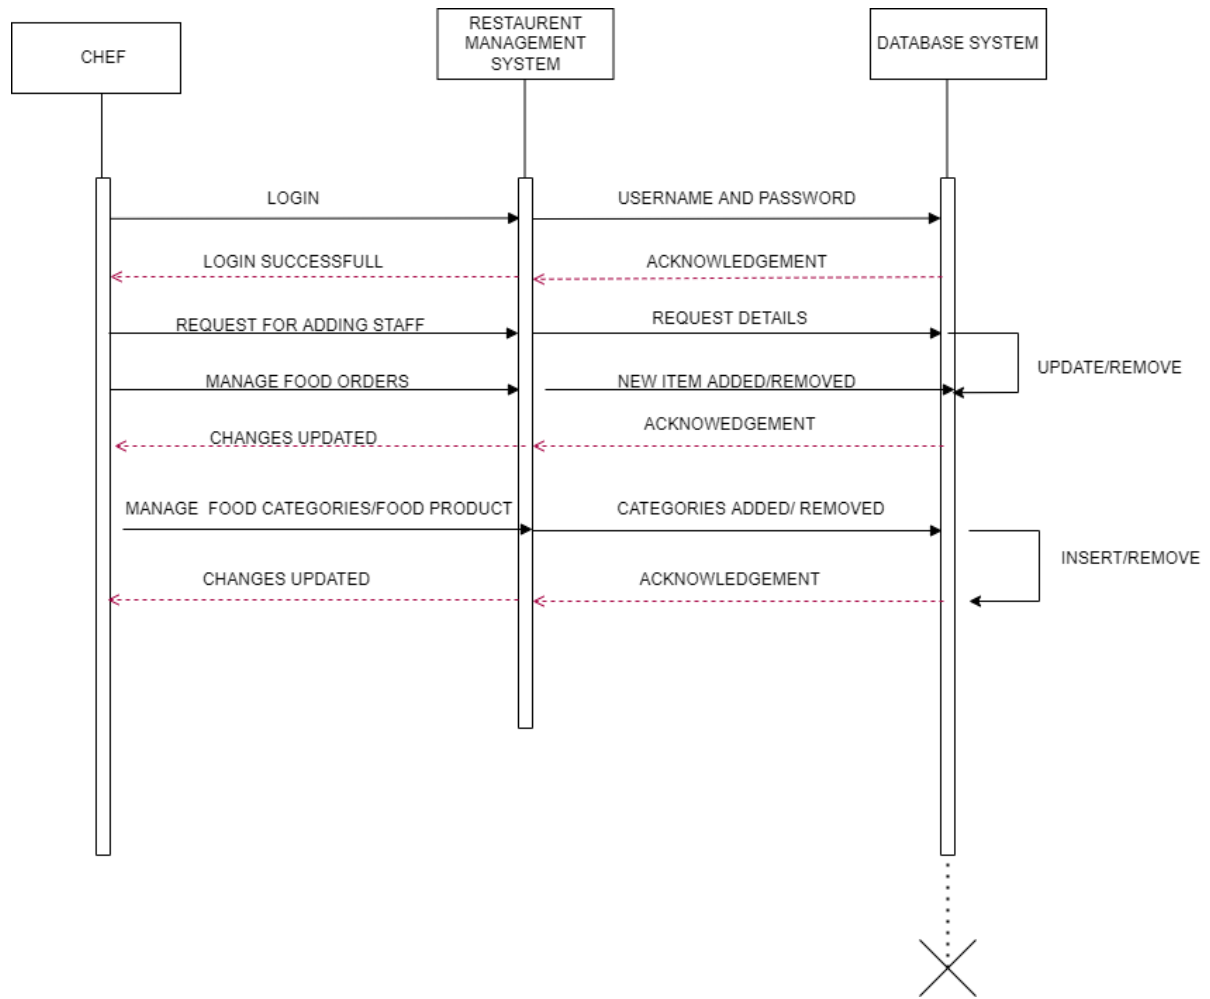 CHEF
RESTAURENT
MANAGEMENT
SYSTEM
DATABASE SYSTEM
LOGIN
USERNAME AND PASSWORD
LOGIN SUCCESSFULL
ACKNOWLEDGEMENT
REQUEST FOR ADDING STAFF
REQUEST DETAILS
UPDATE/REMOVE
MANAGE FOOD ORDERS
NEW ITEM ADDED/REMOVED
CHANGES UPDATED
ACKNOWEDGEMENT
MANAGE  FOOD CATEGORIES/FOOD PRODUCT
CATEGORIES ADDED/ REMOVED
INSERT/REMOVE
CHANGES UPDATED
ACKNOWLEDGEMENT